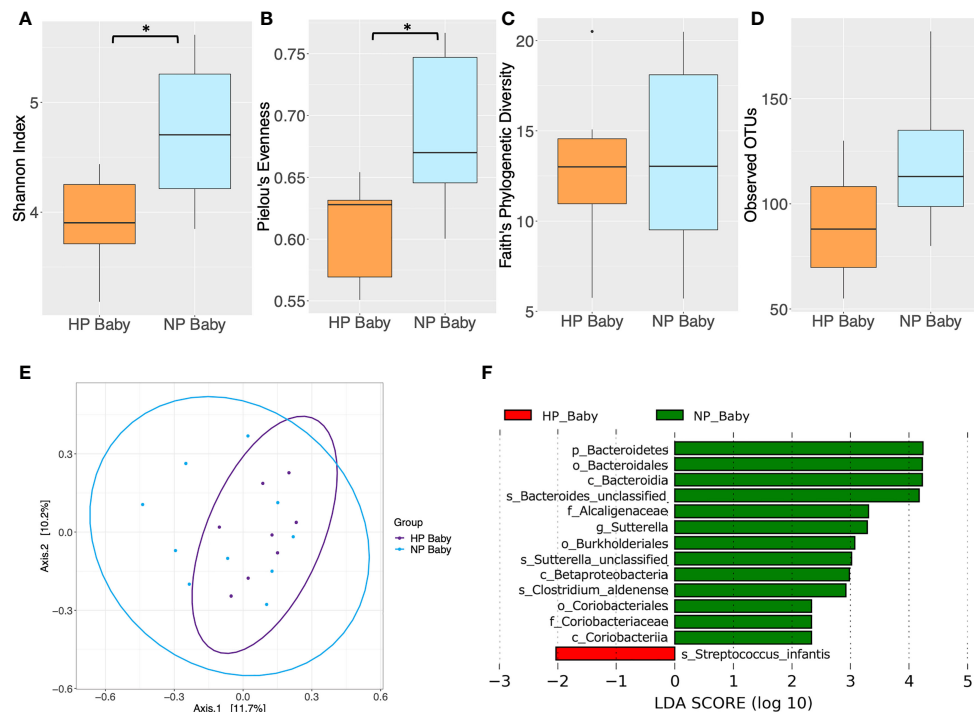 A
*
Shannon Index
5
4
HP Baby
NP Baby
B
*
Pielou's Evenness
0.75
0.70
0.65
0.60
0.55
HP Baby
NP Baby
C
Faith's Phylogenetic Diversity
20
15
10
5
HP Baby
NP Baby
D
Observed OTUs
150
100
50
HP Baby
NP Baby
E
Axis.2 [10.2%]
0.3
0.0
−0.3
−0.6
−0.6
−0.3
0.0
0.3
0.6
Axis.1 [11.7%]
Group
HP Baby
NP Baby
F
HP_Baby
NP_Baby
p_Bacteroidetes
o_Bacteroidales
c_Bacteroidia
s_Bacteroides_unclassified
f_Alcaligenaceae
g_Sutterella
o_Burkholderiales
s_Sutterella_unclassified
c_Betaproteobacteria
s_Clostridium_aldenense
o_Coriobacteriales
f_Coriobacteriaceae
c_Coriobacteriia
s_Streptococcus_infantis
−3
−2
−1
0
1
2
3
4
5
LDA SCORE (log 10)